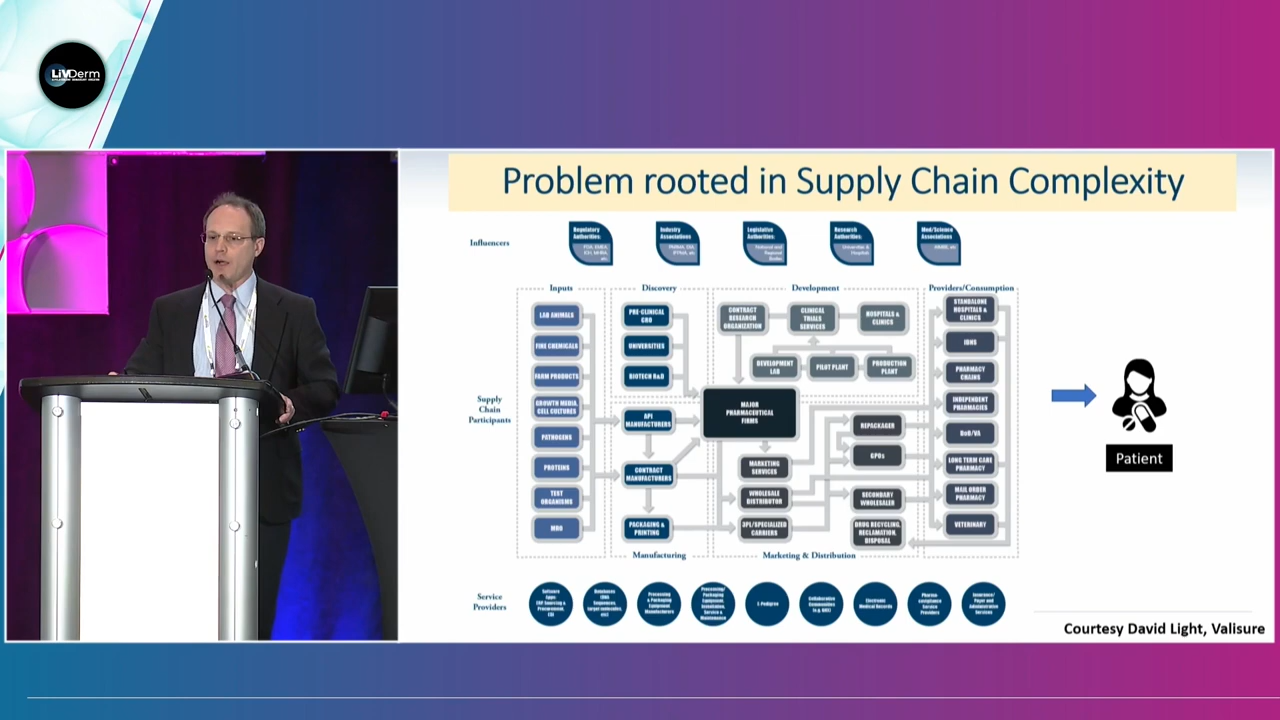 LiVDerm
Problem rooted in Supply Chain Complexity
Influencers
Regulatory
Authorities:
Industry
Associations
Legislative
Authorities:
Research
Authorities:
Med/Science
Associations
Inputs
Discovery
Development
Providers/Consumption
LAB ANIMALS
FINE CHEMICALS
FARM PRODUCTS
GROWTH MEDIA,
CELL CULTURES
PATHOGENS
PROTEINS
TEST
ORGANISMS
Supply
Chain
Participants
PRE-CLINICAL
CRO
UNIVERSITIES
BIOTECH R&D
API
MANUFACTURERS
CONTRACT
MANUFACTURERS
PACKAGING &
PRINTING
CONTRACT
RESEARCH
ORGANIZATION
CLINICAL
TRIALS
SERVICES
HOSPITALS &
CLINICS
DEVELOPMENT
LAB
PILOT PLANT
PRODUCTION
PLANT
MAJOR
PHARMACEUTICAL
FIRMS
MARKETING
SERVICES
WHOLESALE
DISTRIBUTOR
3PL/SPECIALIZED
CARRIERS
REPACKAGER
GPOs
SECONDARY
WHOLESALER
DRUG RECYCLING,
RECLAMATION,
DISPOSAL
STANDALONE
HOSPITALS &
CLINICS
IDNS
PHARMACY
CHAINS
INDEPENDENT
PHARMACIES
DoD/VA
LONG TERM CARE
PHARMACY
MAIL ORDER
PHARMACY
VETERINARY
Patient
Manufacturing
Marketing & Distribution
Service
Providers
E-Pedigree
Electronic
Medical Records
Courtesy David Light, Valisure